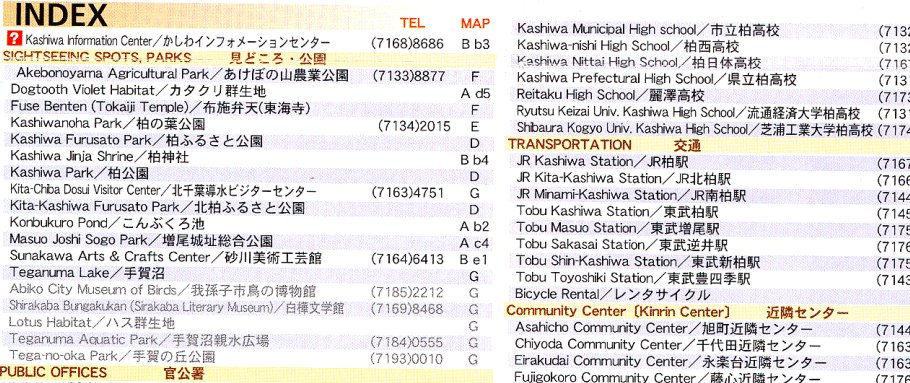 INDEX
TEL MAP
? Kashiwa Information Center／かしわインフォメーションセンター (7168)8686 B b3
SIGHTSEEING SPOTS, PARKS 見どころ・公園
Akebonoyama Agricultural Park／あけぼの山農業公園 (7133)8877 F
Dogtooth Violet Habitat／カタクリ群生地 A d5
Fuse Benten (Tokaiji Temple)／布施弁天(東海寺) F
Kashiwanoha Park／柏の葉公園 (7134)2015 E
Kashiwa Furusato Park／柏ふるさと公園 D
Kashiwa Jinja Shrine／柏神社 B b4
Kashiwa Park／柏公園 D
Kita-Chiba Dosui Visitor Center／北千葉導水ビジターセンター (7163)4751 G
Kita-Kashiwa Furusato Park／北柏ふるさと公園 D
Konbukuro Pond／こんぶくろ池 A b2
Masuo Joshi Sogo Park／増尾城址総合公園 A c4
Sunakawa Arts & Crafts Center／砂川美術工芸館 (7164)6413 B e1
Teganuma Lake／手賀沼 G
Abiko City Museum of Birds／我孫子市鳥の博物館 (7185)2212 G
Shirakaba Bungakukan (Sirakaba Literary Museum)／白樺文学館 (7169)8468 G
Lotus Habitat／ハス群生地 G
Teganuma Aquatic Park／手賀沼親水広場 (7184)0555 G
Tega-no-oka Park／手賀の丘公園 (7193)0010 G
PUBLIC OFFICES 官公署
Kashiwa Municipal High school／市立柏高校 (7132
Kashiwa-nishi High School／柏西高校 (7132
Kashiwa Nittai High School／柏日体高校 (716
Kashiwa Prefectural High School／県立柏高校 (713
Reitaku High School／麗澤高校 (7173
Ryutsu Keizai Univ. Kashiwa High School／流通経済大学柏高校 (713
Shibaura Kogyo Univ. Kashiwa High School／芝浦工業大学柏高校 (7174
TRANSPORTATION 交通
JR Kashiwa Station／JR柏駅 (7167
JR Kita-Kashiwa Station／JR北柏駅 (7166
JR Minami-Kashiwa Station／JR南柏駅 (7144
Tobu Kashiwa Station／東武柏駅 (7145
Tobu Masuo Station／東武増尾駅 (7175
Tobu Sakasai Station／東武逆井駅 (7176
Tobu Shin-Kashiwa Station／東武新柏駅 (7175
Tobu Toyoshiki Station／東武豊四季駅 (7143
Bicycle Rental／レンタサイクル
Community Center [Kinrin Center] 近隣センター
Asahicho Community Center／旭町近隣センター (7144
Chiyoda Community Center／千代田近隣センター (7163
Eirakudai Community Center／永楽台近隣センター (7163
Fujigokoro Community Center／藤心近隣センター (7176